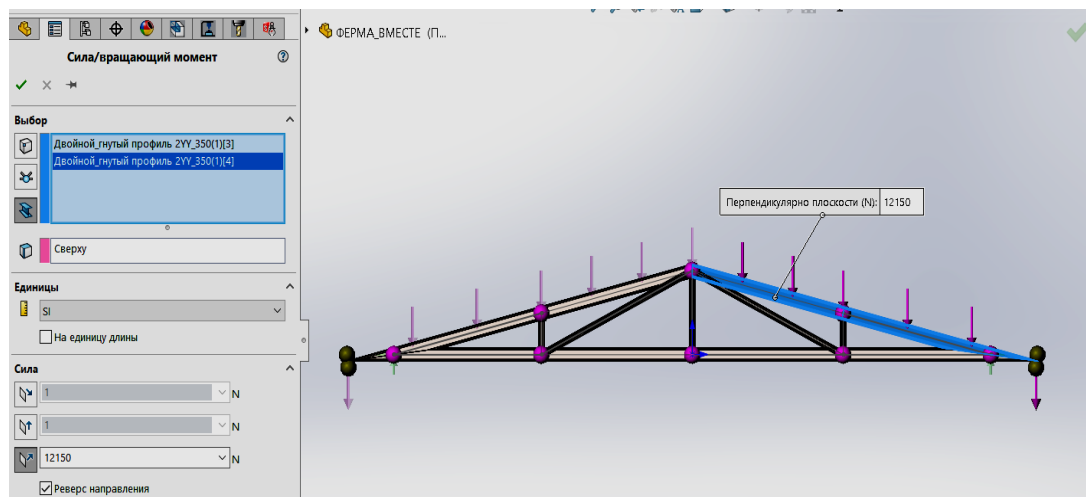 ФЕРМА_ВМЕСТЕ (П...
Сила/вращающий момент
Выбор
Двойной_гнутый профиль 2YY_350(1)[3]
Двойной_гнутый профиль 2YY_350(1)[4]
Сверху
Единицы
SI
На единицу длины
Сила
1 N
1 N
12150 N
Реверс направления
Перпендикулярно плоскости (N): 12150